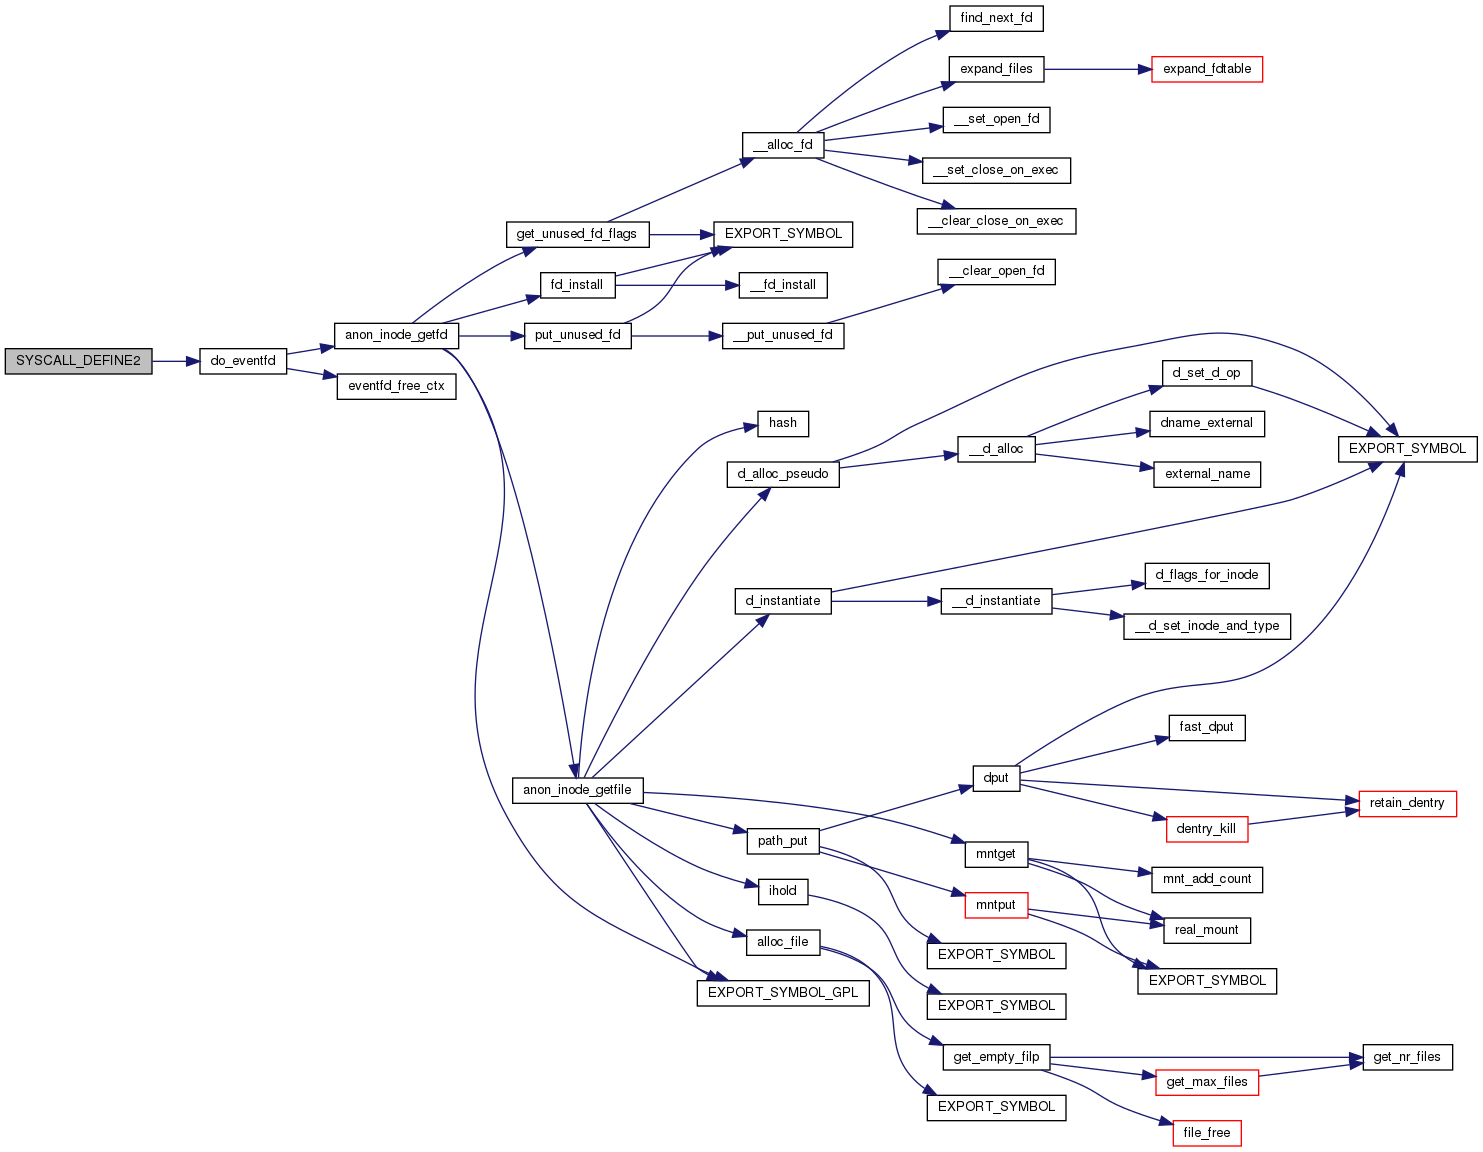 find_next_fd
expand_files
expand_fdtable
__set_open_fd
__alloc_fd
__set_close_on_exec
__clear_close_on_exec
get_unused_fd_flags
EXPORT_SYMBOL
__clear_open_fd
fd_install
__fd_install
anon_inode_getfd
put_unused_fd
__put_unused_fd
SYSCALL_DEFINE2
do_eventfd
eventfd_free_ctx
d_set_d_op
hash
dname_external
d_alloc_pseudo
__d_alloc
external_name
EXPORT_SYMBOL
d_flags_for_inode
d_instantiate
__d_instantiate
__d_set_inode_and_type
fast_dput
dput
anon_inode_getfile
retain_dentry
dentry_kill
path_put
mntget
mnt_add_count
ihold
mntput
real_mount
alloc_file
EXPORT_SYMBOL
EXPORT_SYMBOL
EXPORT_SYMBOL_GPL
EXPORT_SYMBOL
get_empty_filp
get_nr_files
get_max_files
EXPORT_SYMBOL
file_free